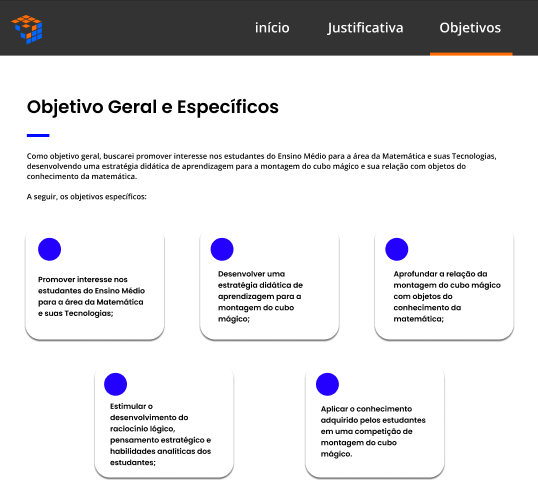 início Justificativa Objetivos
Objetivo Geral e Específicos
Como objetivo geral, buscarei promover interesse nos estudantes do Ensino Médio para a área da Matemática e suas Tecnologias,
desenvolvendo uma estratégia didática de aprendizagem para a montagem do cubo mágico e sua relação com objetos do
conhecimento da matemática.
A seguir, os objetivos específicos:
Promover interesse nos
estudantes do Ensino Médio
para a área da Matemática
e suas Tecnologias;
Desenvolver uma
estratégia didática de
aprendizagem para a
montagem do cubo
mágico;
Aprofundar a relação da
montagem do cubo mágico
com objetos do
conhecimento da
matemática;
Estimular o
desenvolvimento do
raciocínio lógico,
pensamento estratégico e
habilidades analíticas dos
estudantes;
Aplicar o conhecimento
adquirido pelos estudantes
em uma competição de
montagem do cubo
mágico.